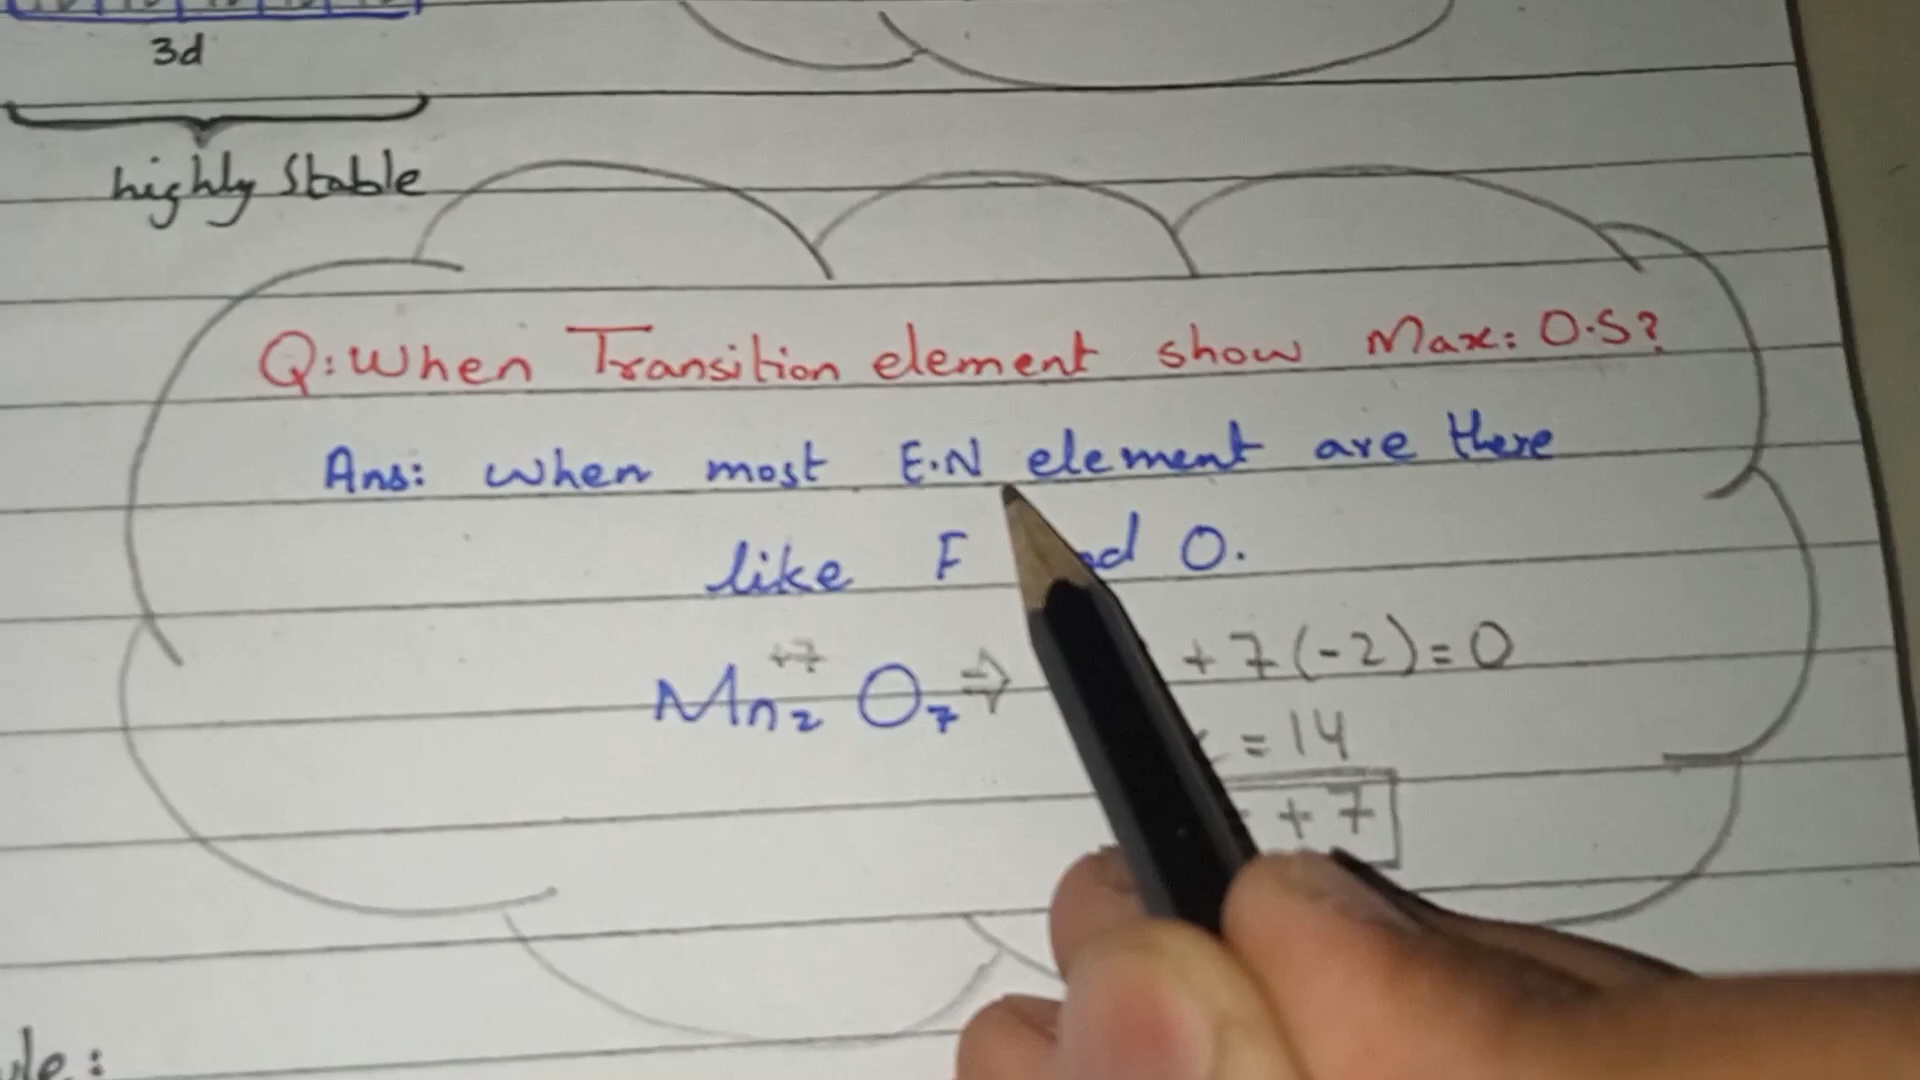 3d
highly Stable
Q: When Transition element show Max: O.S?
Ans: when most E.N element are there
like F O.
+7
Mn₂ O₇ ⇒ + 7(-2) = 0
= 14
+ 7